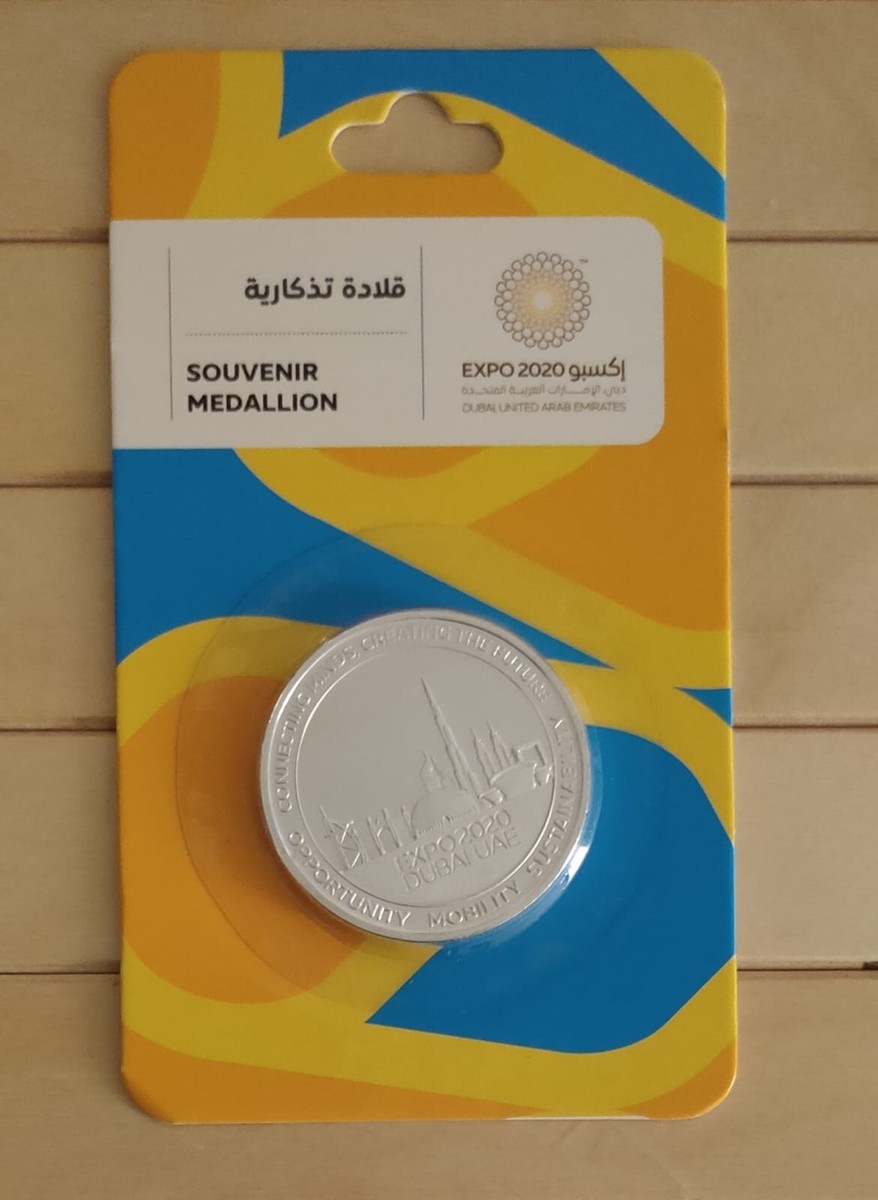 قلادة تذكارية
SOUVENIR
MEDALLION
™
EXPO 2020 إكسبو
دبي، الإمارات العربية المتحدة
DUBAI, UNITED ARAB EMIRATES
CONNECTING MINDS, CREATING THE FUTURE
EXPO 2020
DUBAI UAE
OPPORTUNITY MOBILITY SUSTAINABILITY